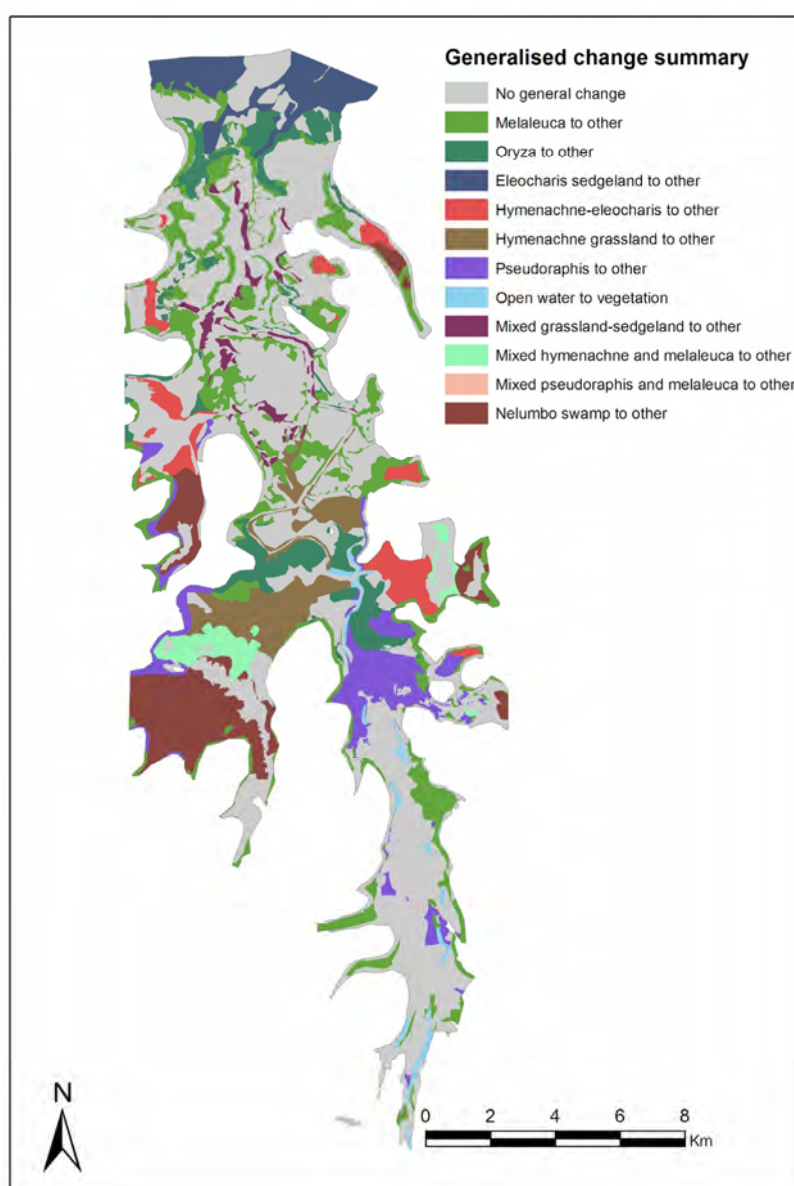 Generalised change summary
No general change
Melaleuca to other
Oryza to other
Eleocharis sedgeland to other
Hymenachne-eleocharis to other
Hymenachne grassland to other
Pseudoraphis to other
Open water to vegetation
Mixed grassland-sedgeland to other
Mixed hymenachne and melaleuca to other
Mixed pseudoraphis and melaleuca to other
Nelumbo swamp to other
N
0 2 4 6 8
Km